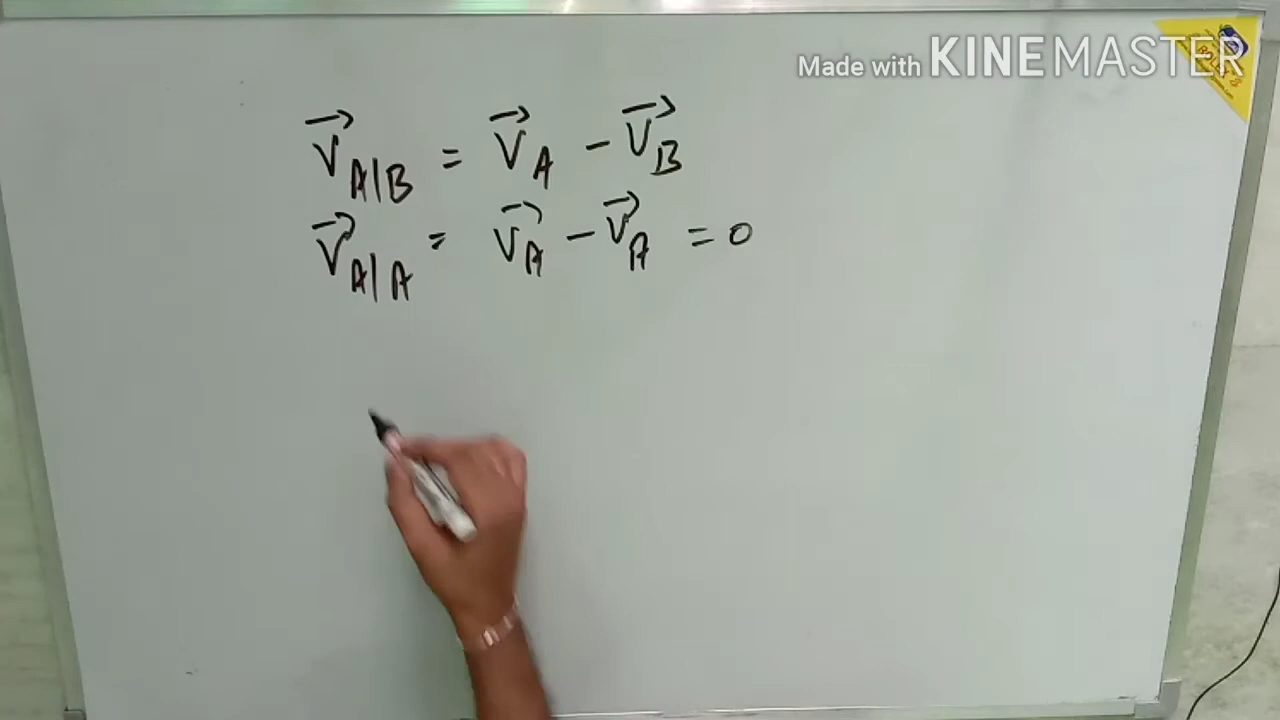 Made with KINEMASTER
V⃗A|B = V⃗A − V⃗B
V⃗A|A = V⃗A − V⃗A = 0